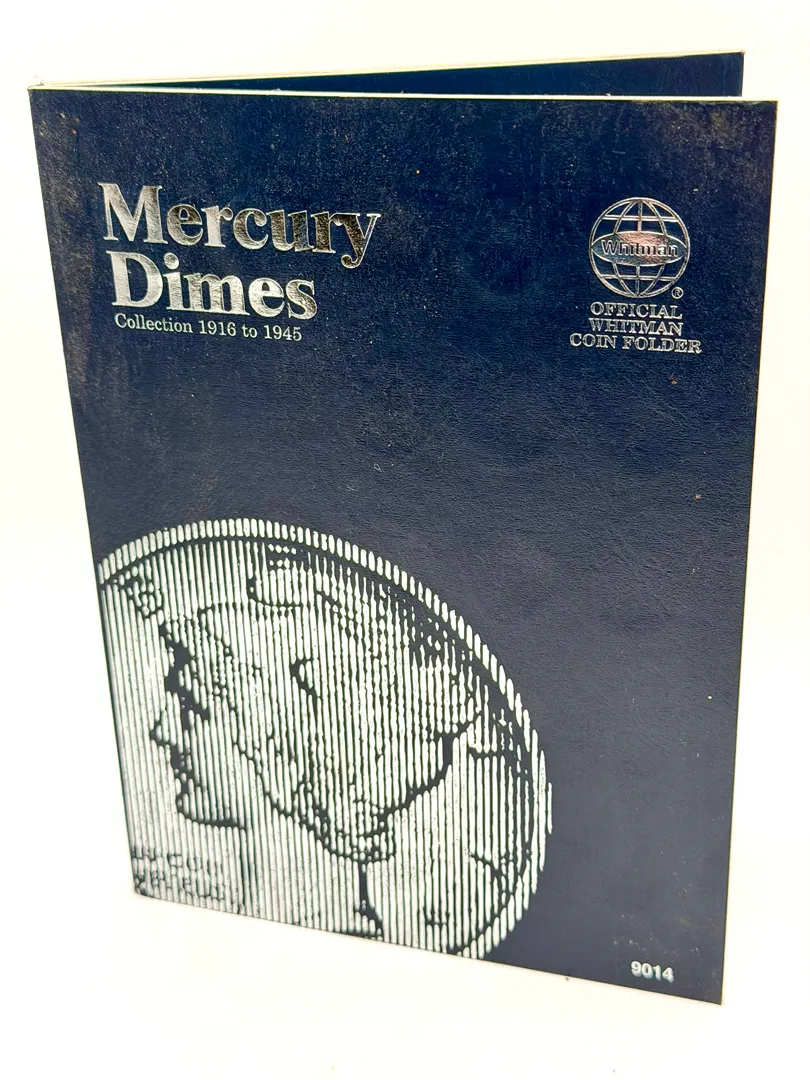 Mercury
Dimes
Collection 1916 to 1945
Whitman
®
OFFICIAL
WHITMAN
COIN FOLDER
9014